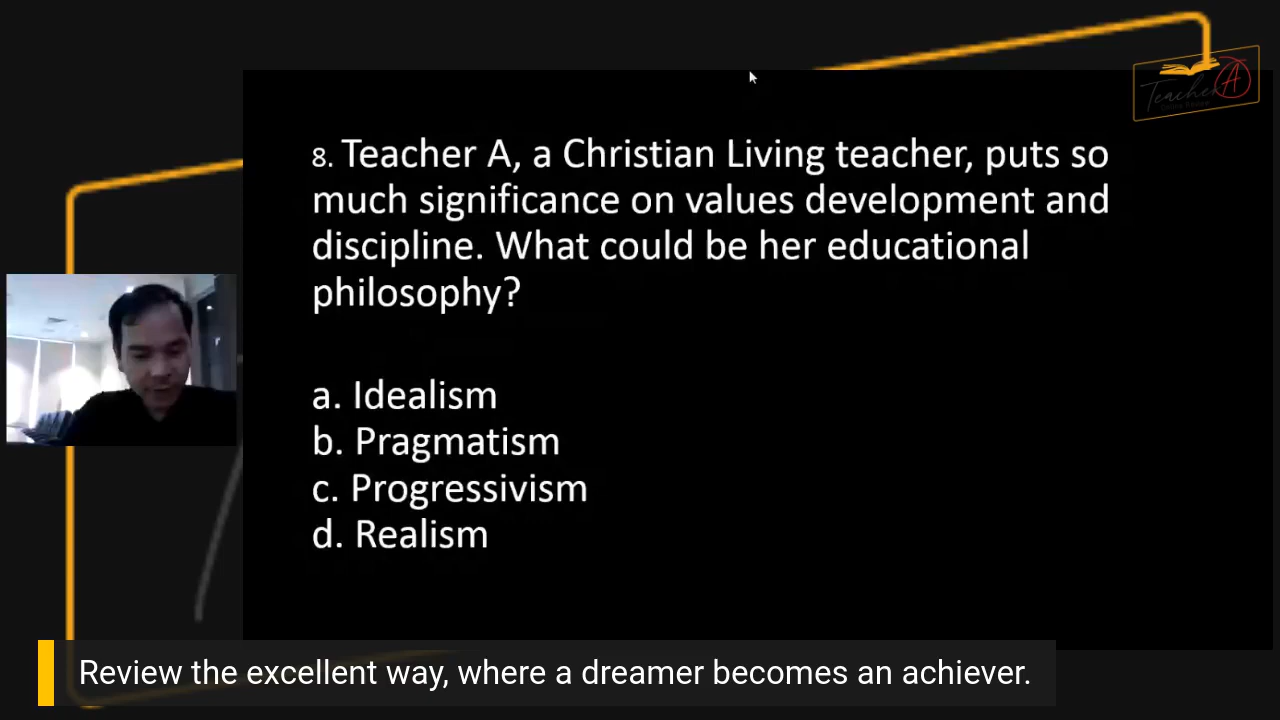 TeacherA
8. Teacher A, a Christian Living teacher, puts so
much significance on values development and
discipline. What could be her educational
philosophy?
a. Idealism
b. Pragmatism
c. Progressivism
d. Realism
Review the excellent way, where a dreamer becomes an achiever.